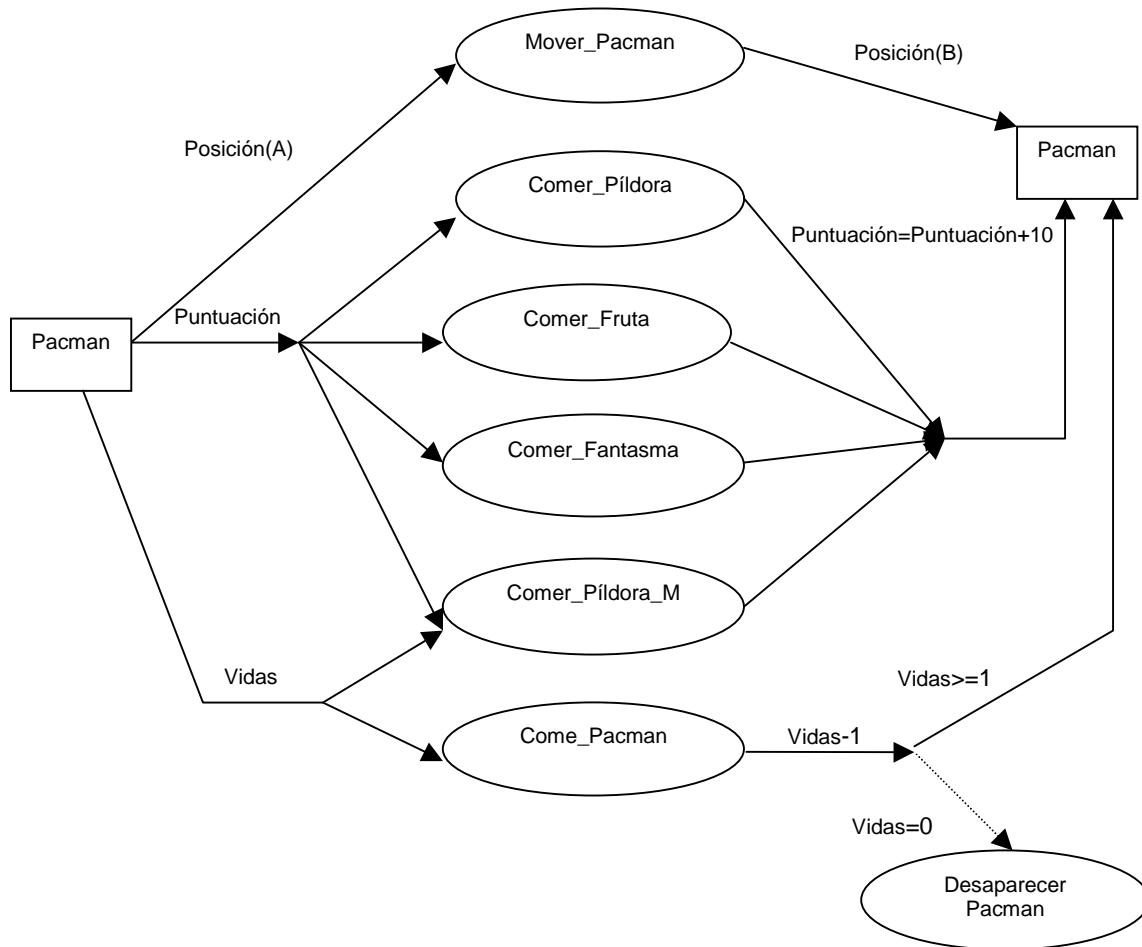 Mover_Pacman
Posición(B)
Posición(A)
Pacman
Comer_Píldora
Puntuación=Puntuación+10
Puntuación
Comer_Fruta
Pacman
Comer_Fantasma
Comer_Píldora_M
Vidas
Vidas>=1
Come_Pacman
Vidas-1
Vidas=0
Desaparecer
Pacman